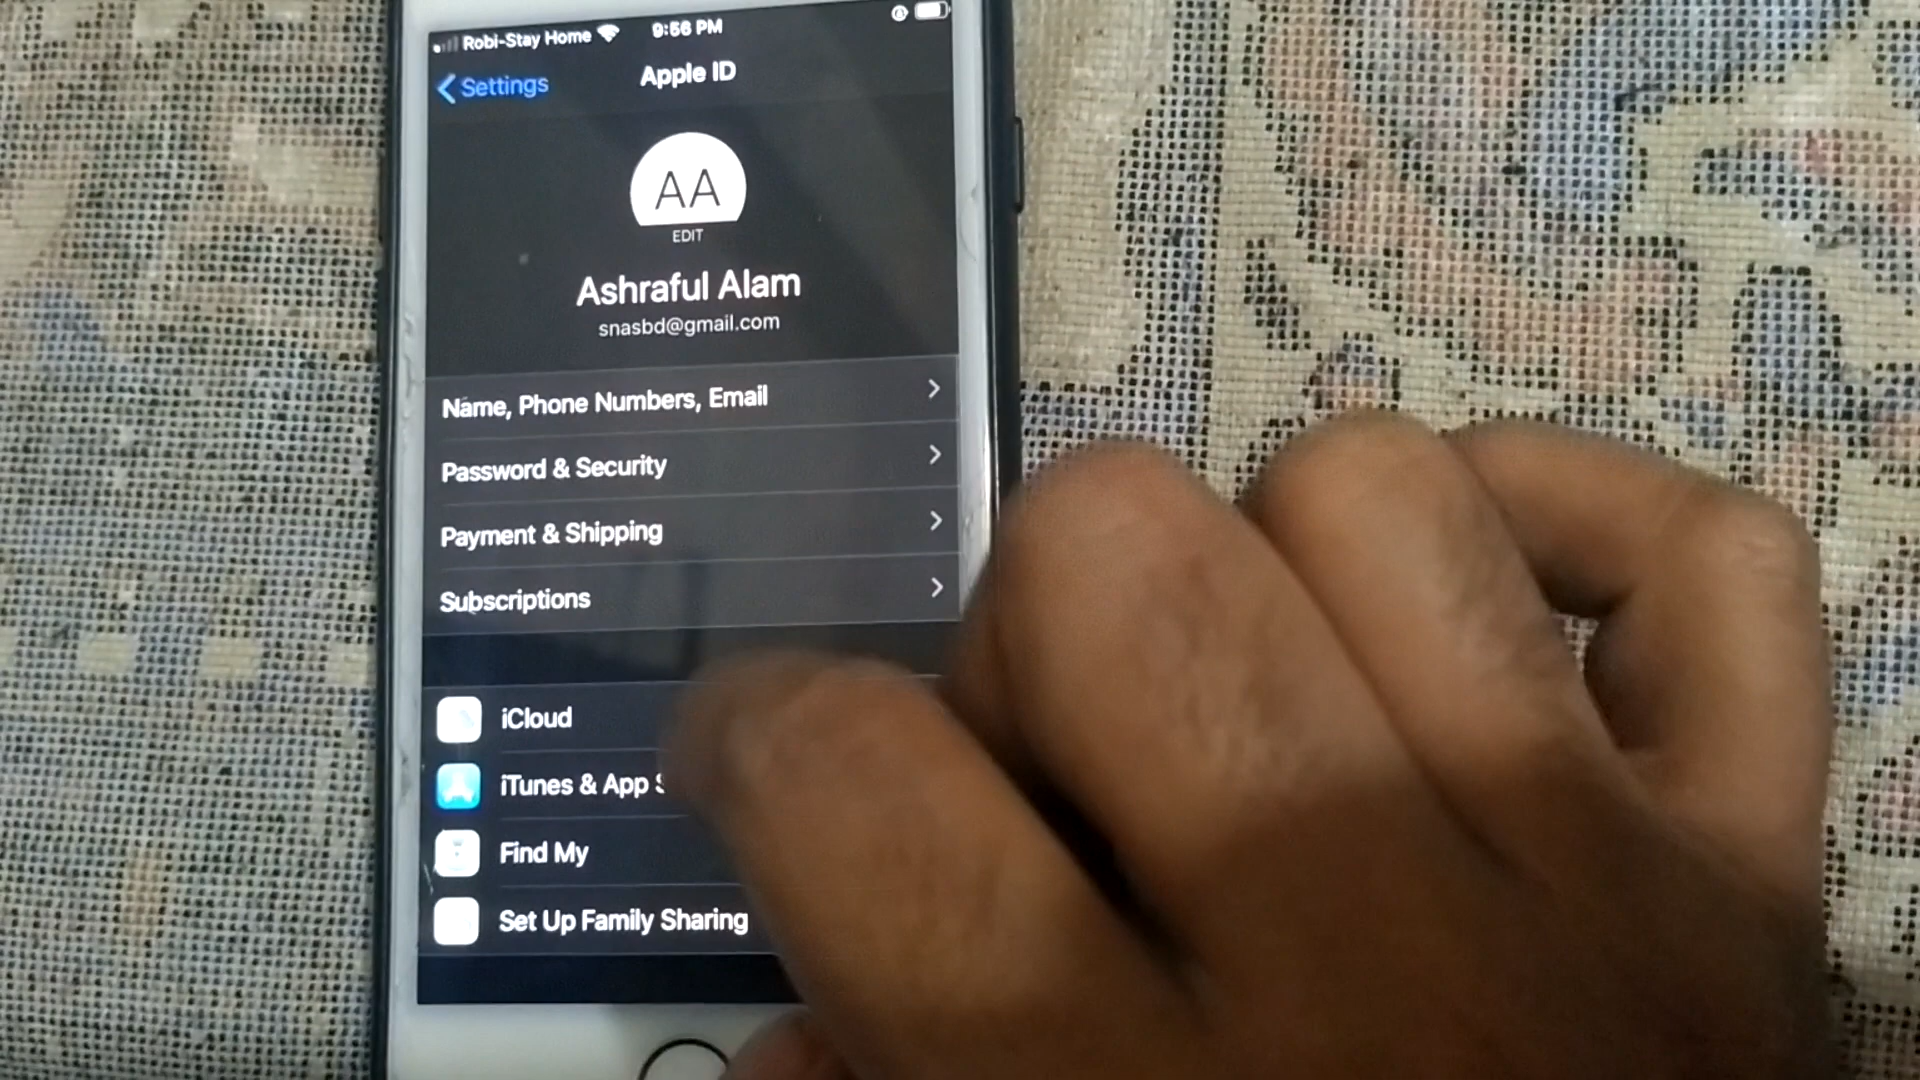 Robi-Stay Home 9:56 PM
Settings Apple ID
AA
EDIT
Ashraful Alam
snasbd@gmail.com
Name, Phone Numbers, Email
Password & Security
Payment & Shipping
Subscriptions
iCloud
iTunes & App
Find My
Set Up Family Sharing